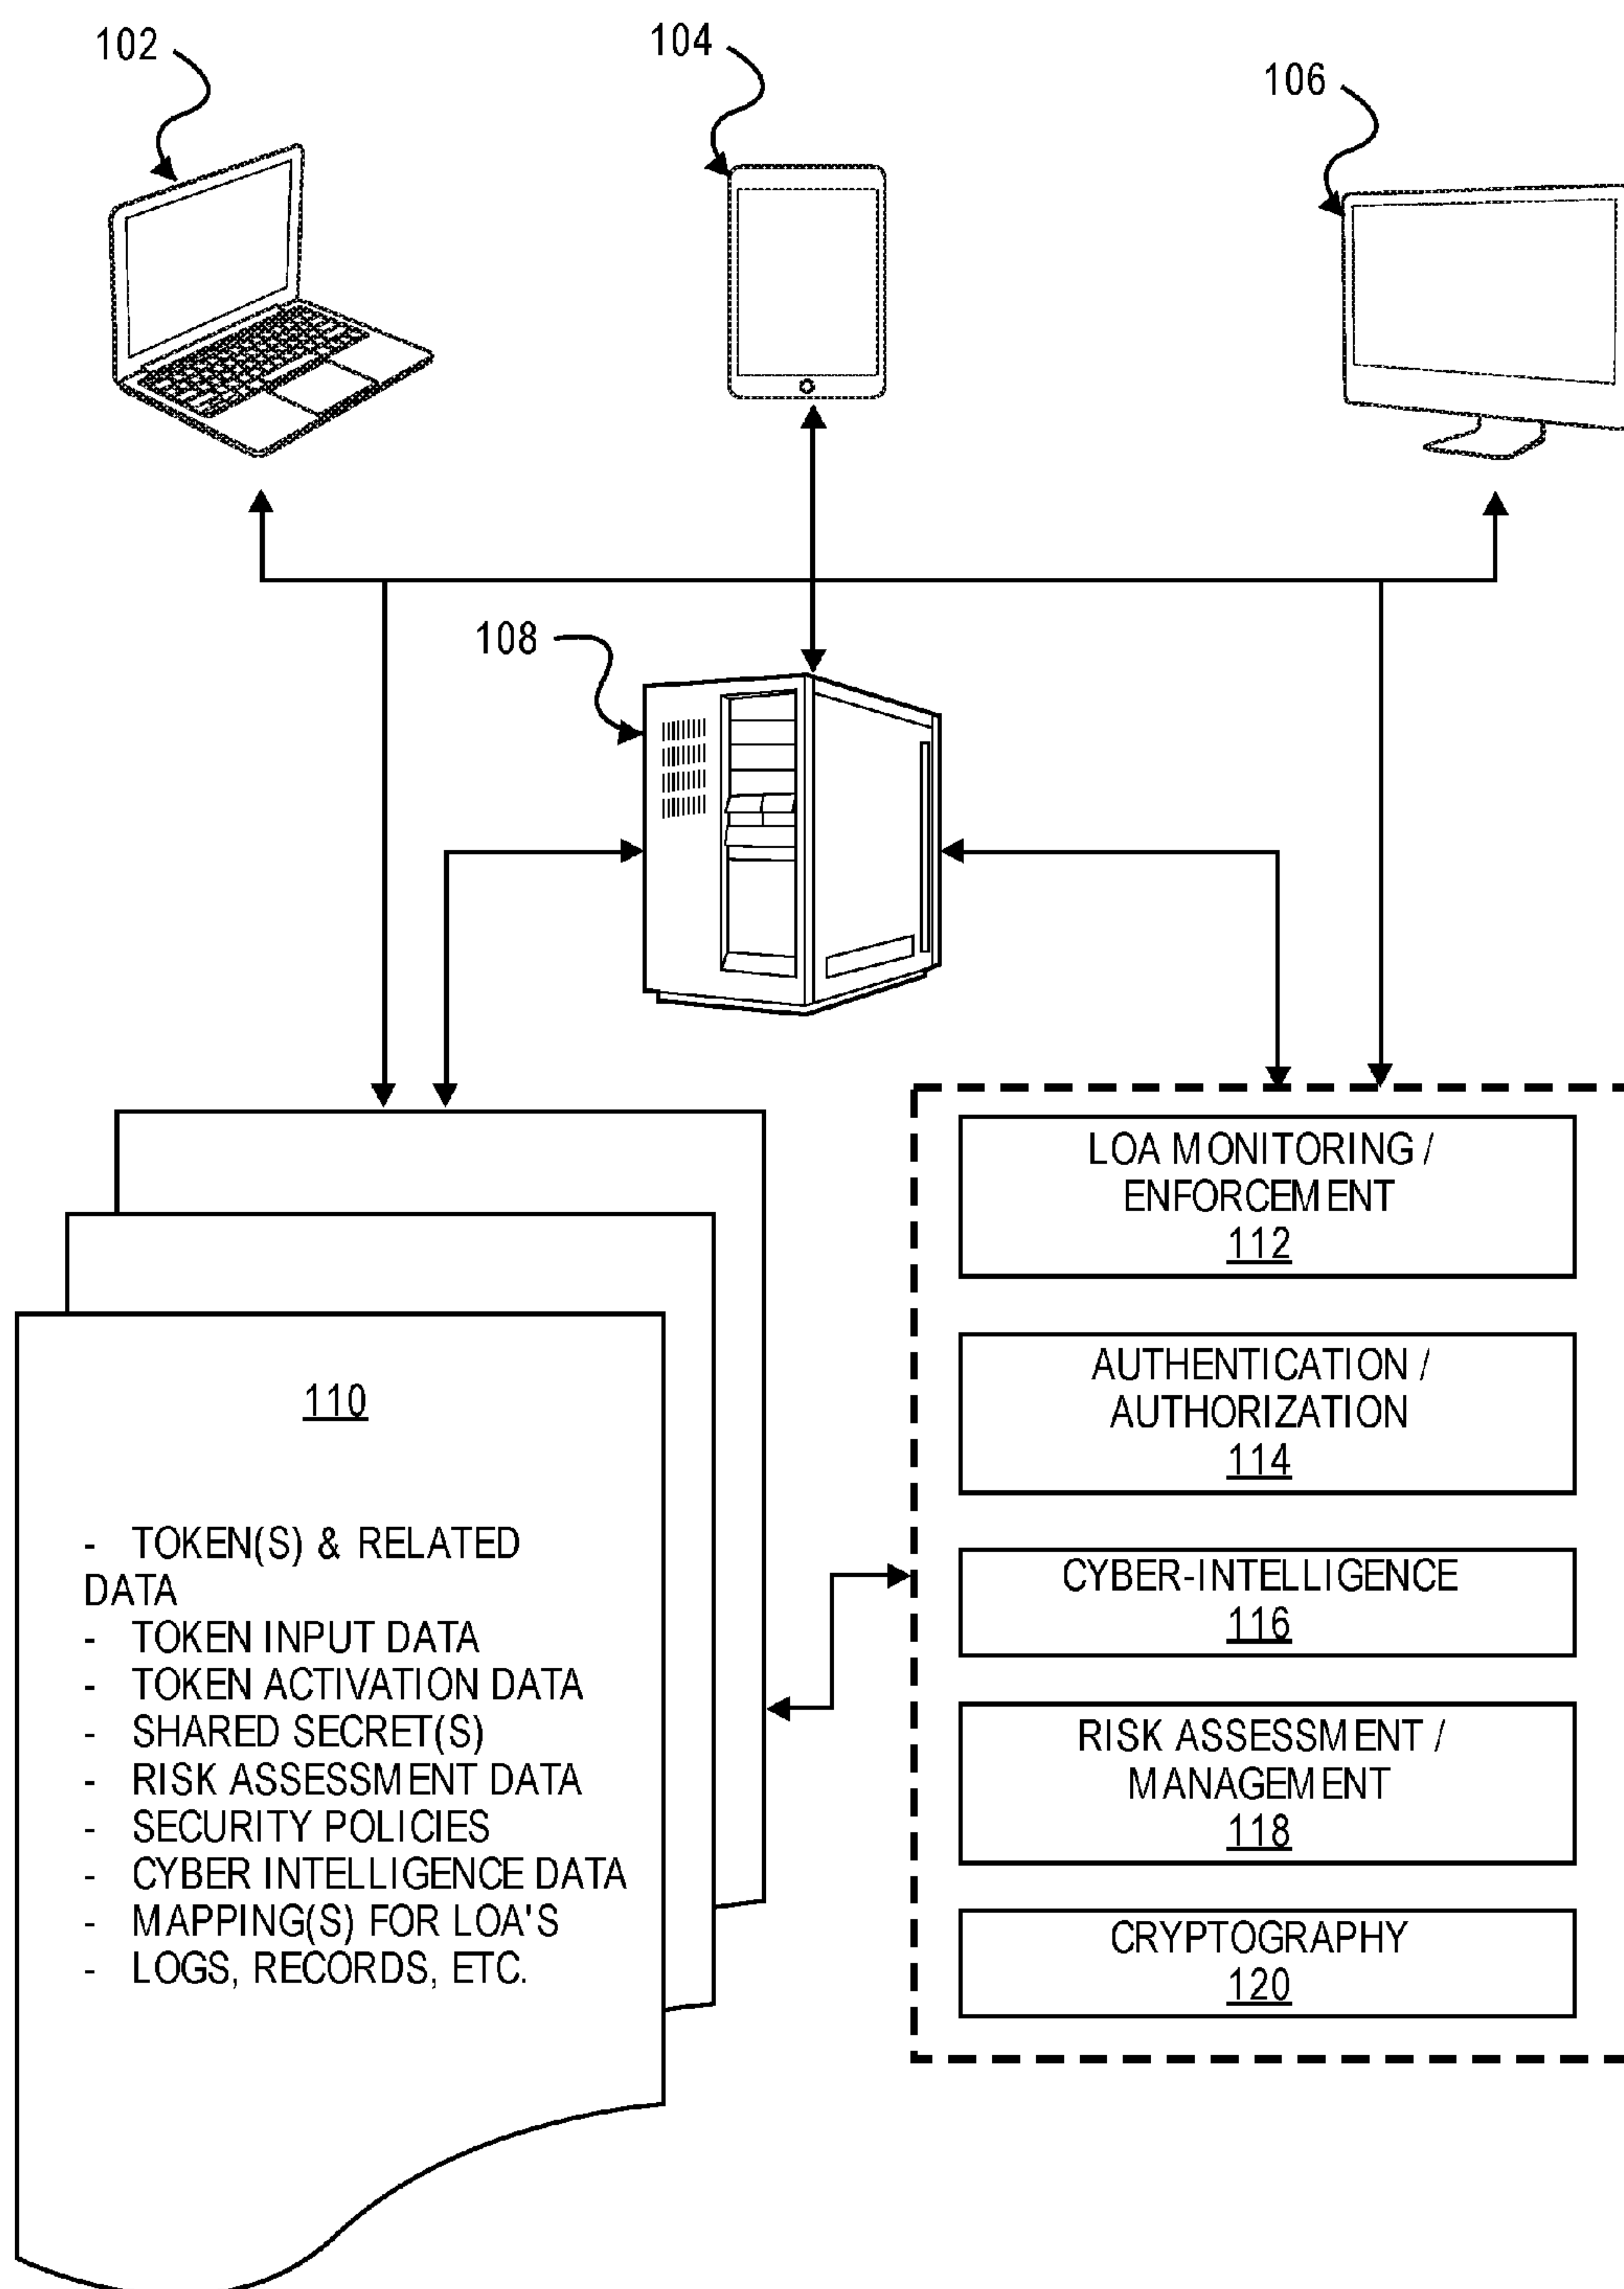 102
104
106
108
110
- TOKEN(S) & RELATED
DATA
- TOKEN INPUT DATA
- TOKEN ACTIVATION DATA
- SHARED SECRET(S)
- RISK ASSESSMENT DATA
- SECURITY POLICIES
- CYBER INTELLIGENCE DATA
- MAPPING(S) FOR LOA'S
- LOGS, RECORDS, ETC.
LOA MONITORING /
ENFORCEMENT
112
AUTHENTICATION /
AUTHORIZATION
114
CYBER-INTELLIGENCE
116
RISK ASSESSMENT /
MANAGEMENT
118
CRYPTOGRAPHY
120